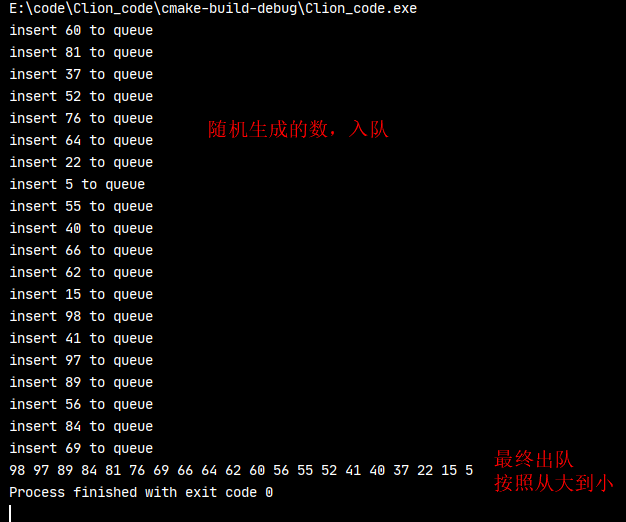 E:\code\Clion_code\cmake-build-debug\Clion_code.exe
insert 60 to queue
insert 81 to queue
insert 37 to queue
insert 52 to queue
insert 76 to queue
随机生成的数，入队
insert 64 to queue
insert 22 to queue
insert 5 to queue
insert 55 to queue
insert 40 to queue
insert 66 to queue
insert 62 to queue
insert 15 to queue
insert 98 to queue
insert 41 to queue
insert 97 to queue
insert 89 to queue
insert 56 to queue
insert 84 to queue
insert 69 to queue
98 97 89 84 81 76 69 66 64 62 60 56 55 52 41 40 37 22 15 5
最终出队
按照从大到小
Process finished with exit code 0